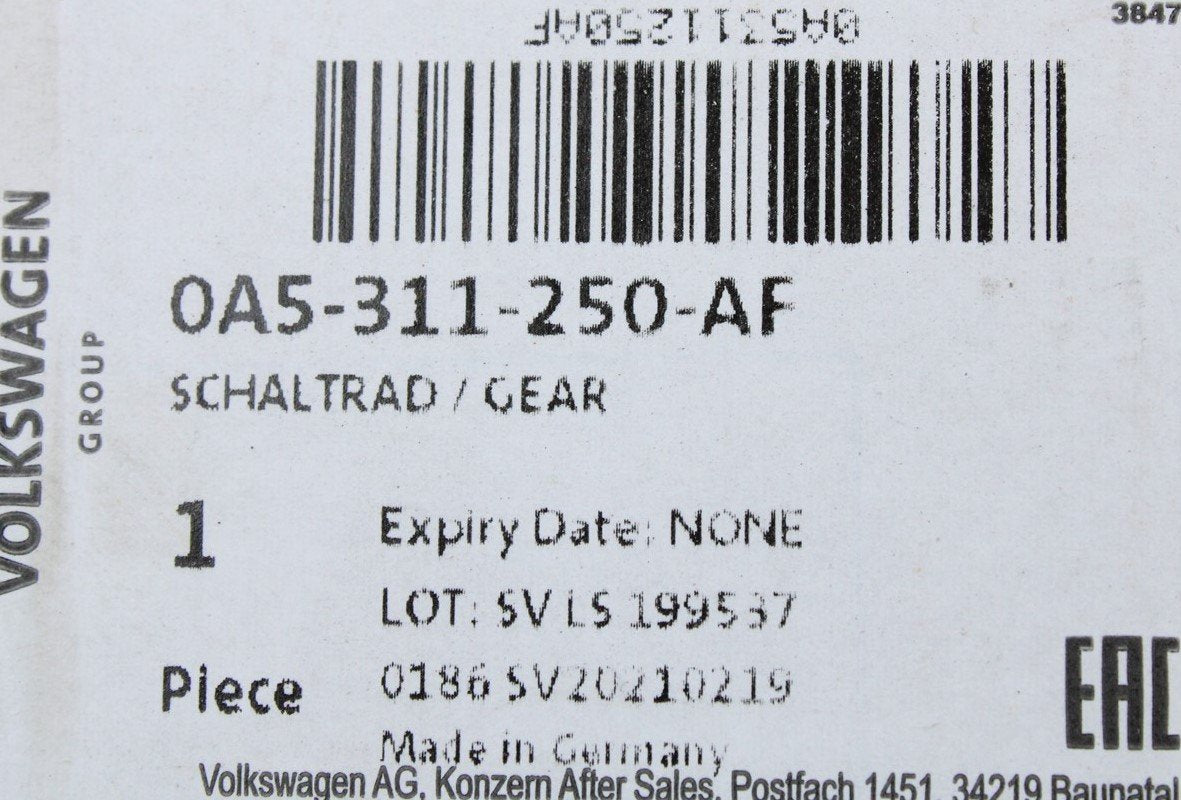 3847
0A5311250AF
0A5-311-250-AF
SCHALTRAD / GEAR
1
Expiry Date: NONE
LOT: SV LS 199537
0186 SV20210219
Piece
Made in Germany
Volkswagen AG, Konzern After Sales, Postfach 1451, 34219 Baunatal
VOLKSWAGEN
GROUP
EAC